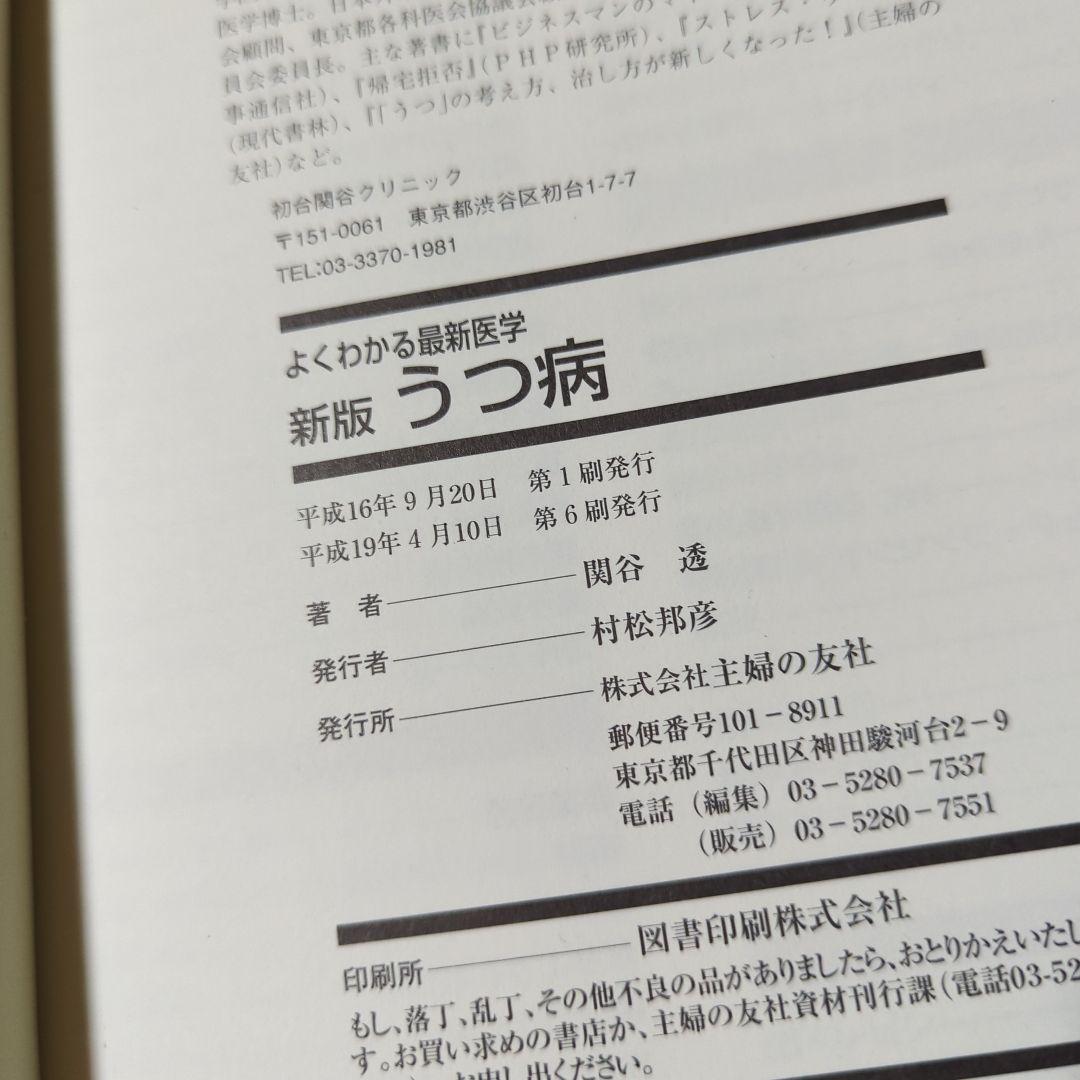 医学博士。日本
会顧問、東京都各科医会協議会
員会委員長。主な著書に『ビジネスマンの
事通信社)、『帰宅拒否』(PHP研究所)、『ストレス・
(現代書林)、『「うつ」の考え方、治し方が新しくなった！』(主婦の
友社)など。
初台関谷クリニック
〒151-0061 東京都渋谷区初台1-7-7
TEL:03-3370-1981
よくわかる最新医学
新版 うつ病
平成16年9月20日 第1刷発行
平成19年4月10日 第6刷発行
著 者 関谷 透
発行者 村松邦彦
発行所 株式会社主婦の友社
郵便番号101－8911
東京都千代田区神田駿河台2－9
電話（編集）03－5280－7537
（販売）03－5280－7551
印刷所 図書印刷株式会社
もし、落丁、乱丁、その他不良の品がありましたら、おとりかえいたし
す。お買い求めの書店か、主婦の友社資材刊行課(電話03-52
お申し出ください。